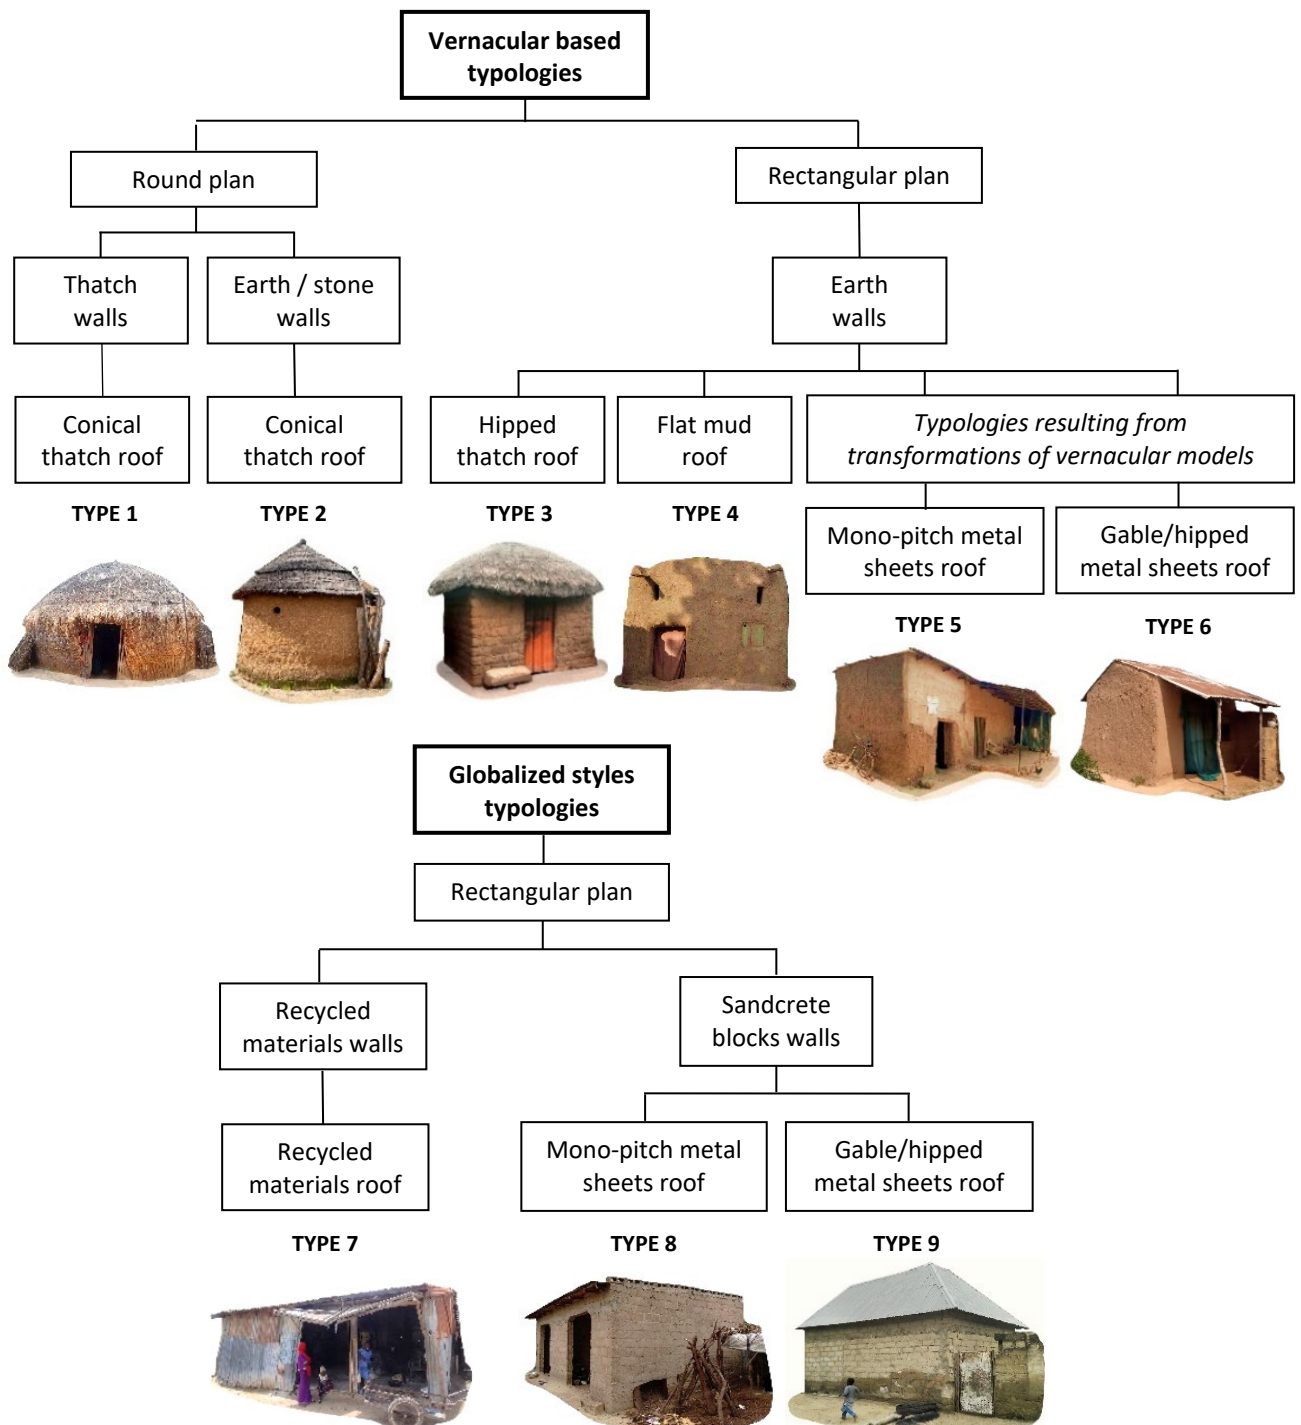 Vernacular based
typologies
Round plan
Rectangular plan
Thatch
walls
Earth / stone
walls
Earth
walls
Conical
thatch roof
Conical
thatch roof
Hipped
thatch roof
Flat mud
roof
Typologies resulting from
transformations of vernacular models
TYPE 1
TYPE 2
TYPE 3
TYPE 4
Mono-pitch metal
sheets roof
Gable/hipped
metal sheets roof
TYPE 5
TYPE 6
Globalized styles
typologies
Rectangular plan
Recycled
materials walls
Sandcrete
blocks walls
Recycled
materials roof
Mono-pitch metal
sheets roof
Gable/hipped
metal sheets roof
TYPE 7
TYPE 8
TYPE 9